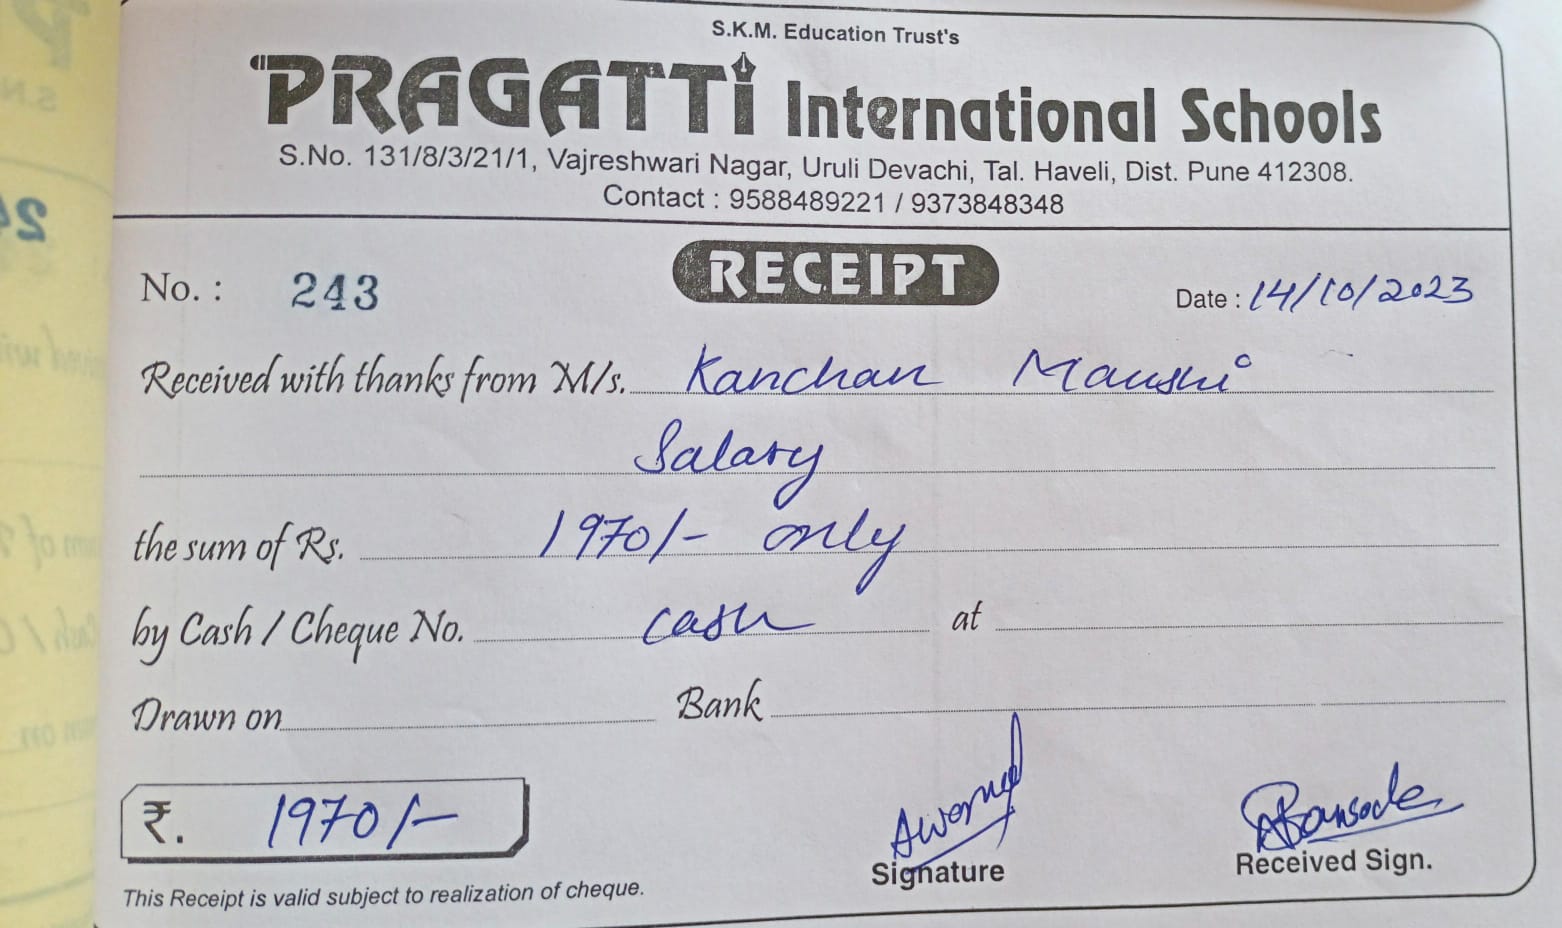 S.K.M. Education Trust's
PRAGATTi International Schools
S.No. 131/8/3/21/1, Vajreshwari Nagar, Uruli Devachi, Tal. Haveli, Dist. Pune 412308.
Contact : 9588489221 / 9373848348
RECEIPT
No. : 243 Date : 14/10/2023
Received with thanks from M/s. Kanchan Maushi
Salary
the sum of Rs. 1970/- only
by Cash / Cheque No. cash at
Drawn on Bank
₹. 1970/-
Bansode
Signature Received Sign.
This Receipt is valid subject to realization of cheque.